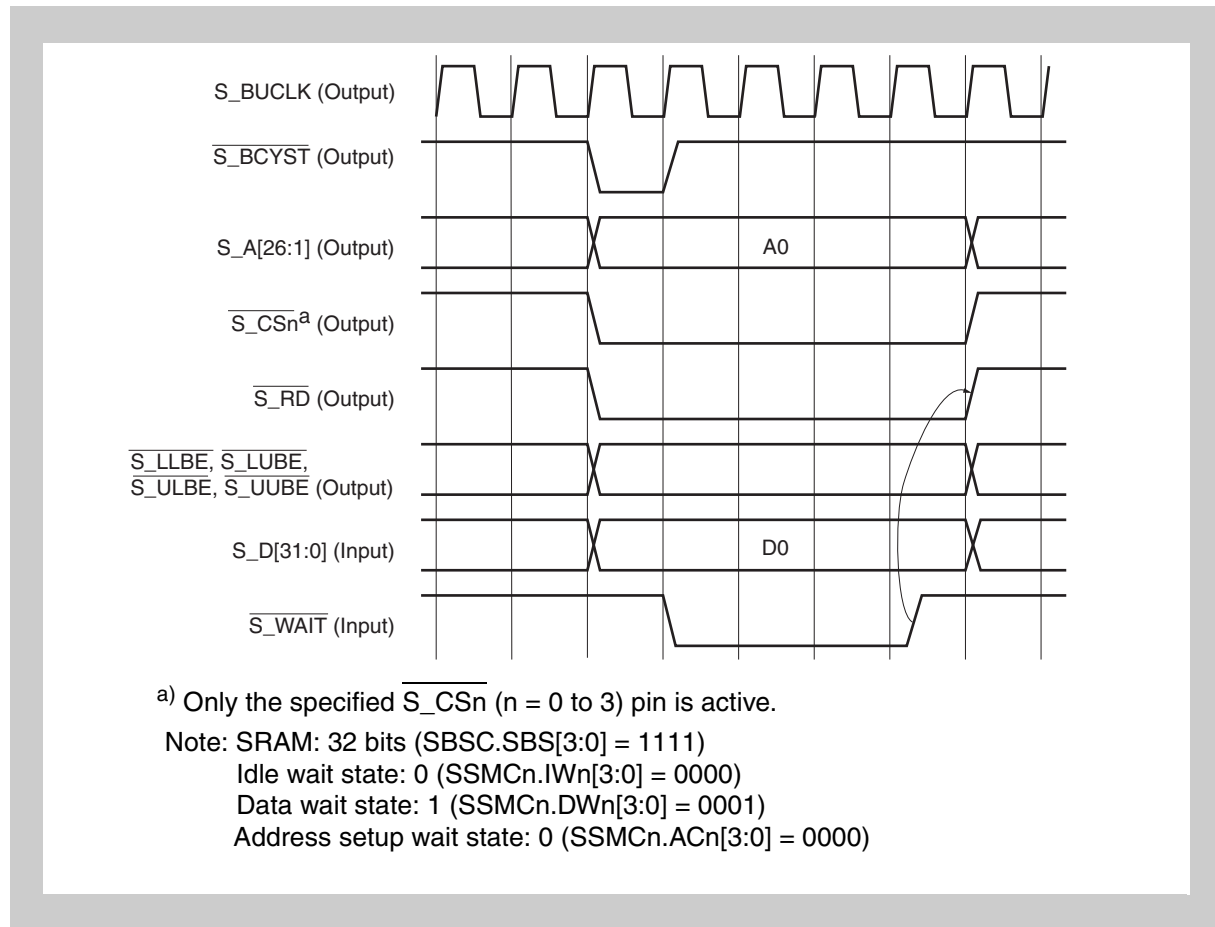 S_BUCLK (Output)
S_BCYST (Output)
S_A[26:1] (Output)
A0
S_CSnª (Output)
S_RD (Output)
S_LLBE, S_LUBE,
S_ULBE, S_UUBE (Output)
S_D[31:0] (Input)
D0
S_WAIT (Input)
a) Only the specified S_CSn (n = 0 to 3) pin is active.
Note: SRAM: 32 bits (SBSC.SBS[3:0] = 1111)
Idle wait state: 0 (SSMCn.IWn[3:0] = 0000)
Data wait state: 1 (SSMCn.DWn[3:0] = 0001)
Address setup wait state: 0 (SSMCn.ACn[3:0] = 0000)